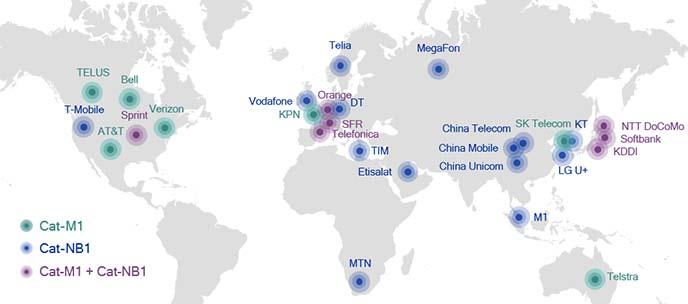 Telia
MegaFon
TELUS
Bell
T-Mobile
Sprint
Verizon
AT&T
Vodafone
Orange
DT
KPN
SFR
Telefonica
TIM
Etisalat
China Telecom
China Mobile
China Unicom
SK Telecom
KT
LG U+
NTT DoCoMo
Softbank
KDDI
M1
MTN
Telstra
Cat-M1
Cat-NB1
Cat-M1 + Cat-NB1